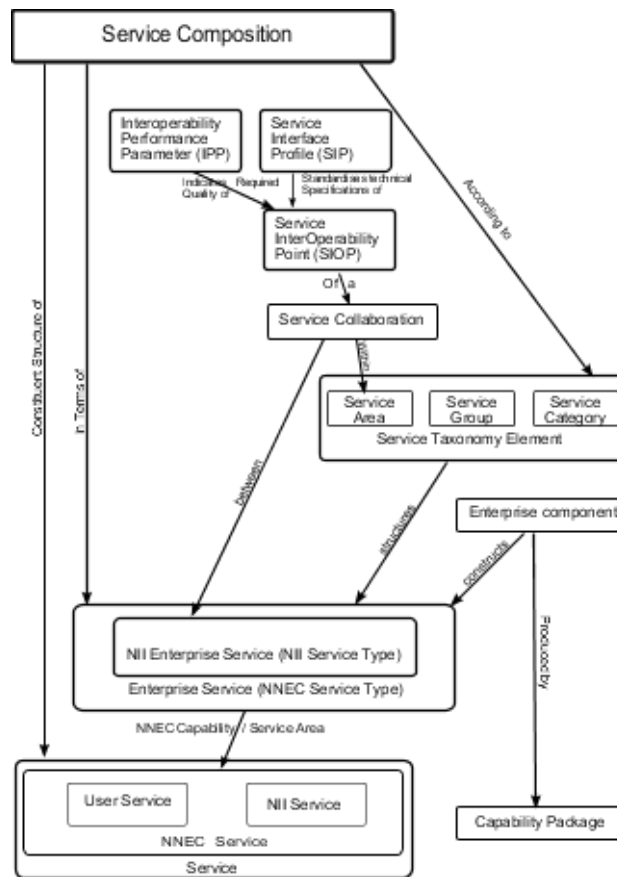 Service Composition
Interoperability
Performance
Parameter (IPP)
Service
Interface
Profile (SIP)
Indicates Required
Quality of
Standardises technical
Specifications of
According to
Service
InterOperability
Point (SIOP)
Of a
Service Collaboration
within
Constituent Structure of
In Terms of
Service
Area
Service
Group
Service
Category
Service Taxonomy Element
between
structures
Enterprise component
constructs
Produced by
NII Enterprise Service (NII Service Type)
Enterprise Service (NNEC Service Type)
NNEC Capability / Service Area
User Service
NII Service
NNEC Service
Service
Capability Package